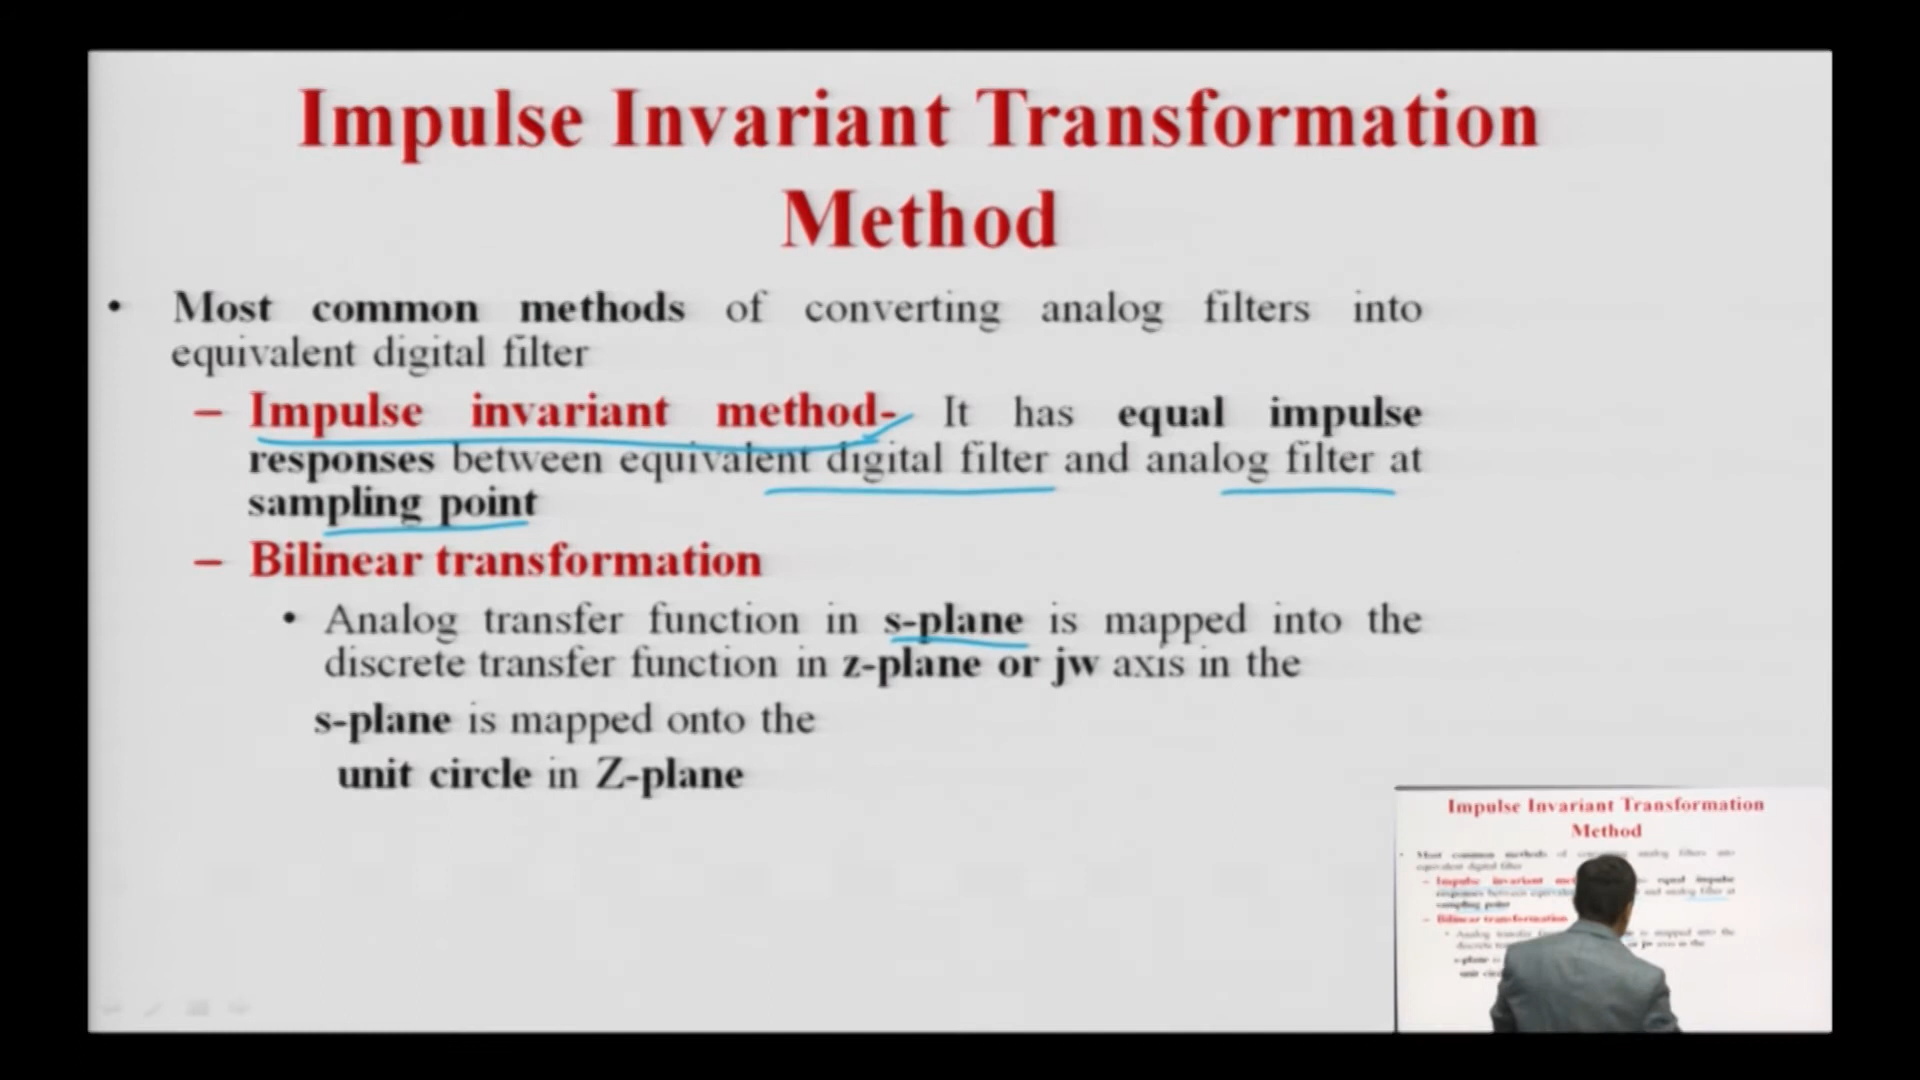 Impulse Invariant Transformation
Method
• Most common methods of converting analog filters into
equivalent digital filter
– Impulse invariant method- It has equal impulse
responses between equivalent digital filter and analog filter at
sampling point
– Bilinear transformation
• Analog transfer function in s-plane is mapped into the
discrete transfer function in z-plane or jw axis in the
s-plane is mapped onto the
unit circle in Z-plane
Impulse Invariant Transformation
Method